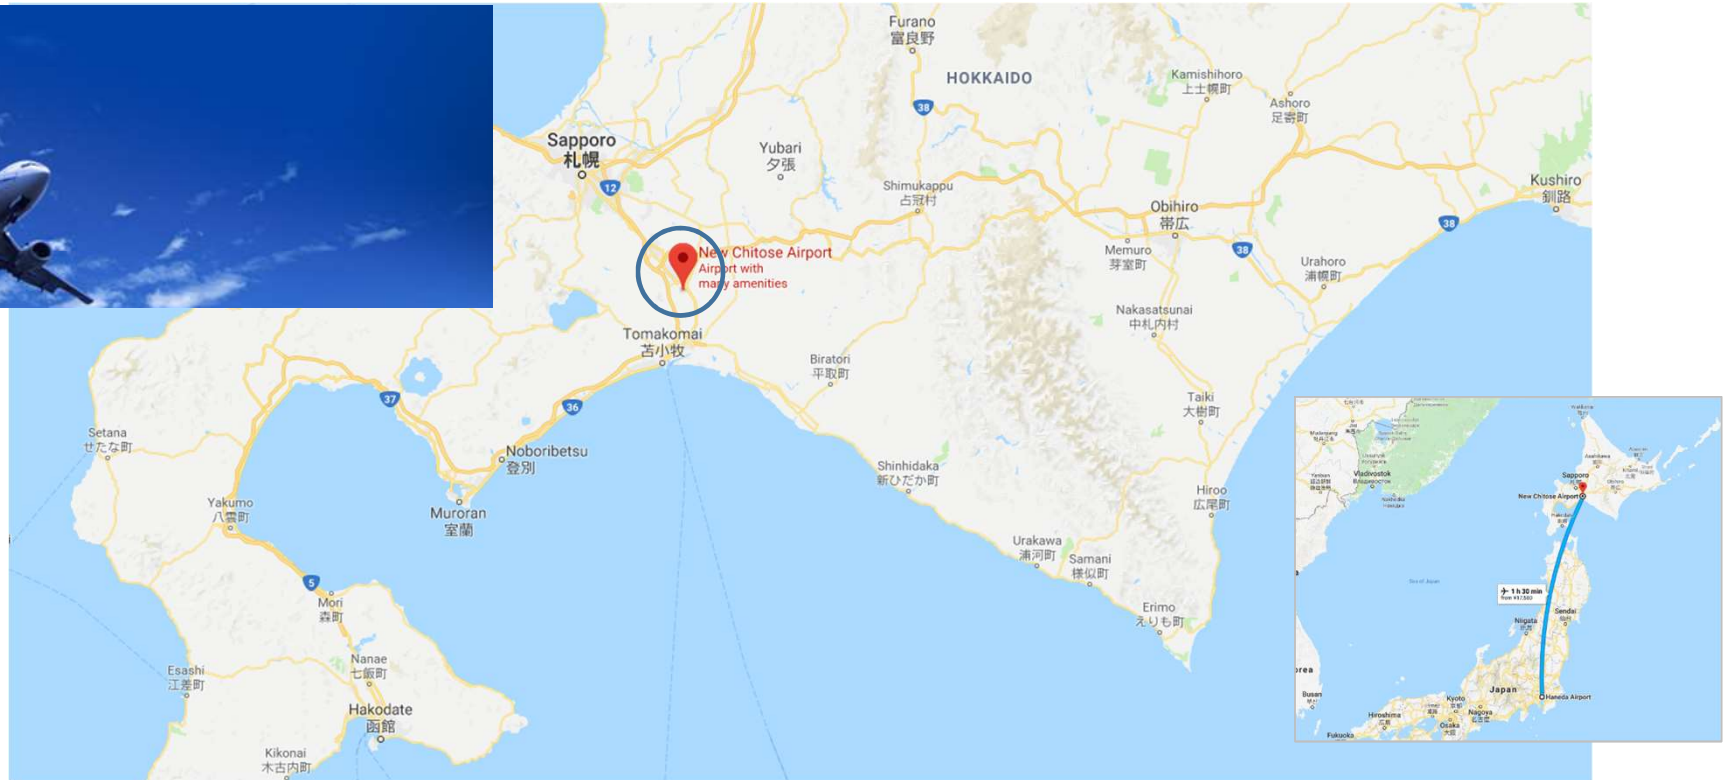 Furano
富良野
HOKKAIDO
Kamishihoro
上士幌町
38
Ashoro
足寄町
Sapporo
札幌
Yubari
夕張
12
Shimukappu
占冠村
Kushiro
釧路
Obihiro
帯広
38
38
New Chitose Airport
Airport with
many amenities
Memuro
芽室町
Urahoro
浦幌町
Nakasatsunai
中札内村
Tomakomai
苫小牧
Biratori
平取町
37
36
Taiki
大樹町
Setana
せたな町
Noboribetsu
登別
Shinhidaka
新ひだか町
Yakumo
八雲町
Muroran
室蘭
Hiroo
広尾町
Urakawa
浦河町
Samani
様似町
5
Mori
森町
Erimo
えりも町
Esashi
江差町
Nanae
七飯町
Hakodate
函館
Kikonai
木古内町
Vladivostok
Sapporo
New Chitose Airport
Sea of Japan
1 h 30 min
Sendai
Niigata
Japan
Haneda Airport
Kyoto
Nagoya
Osaka
Hiroshima
Fukuoka
Busan